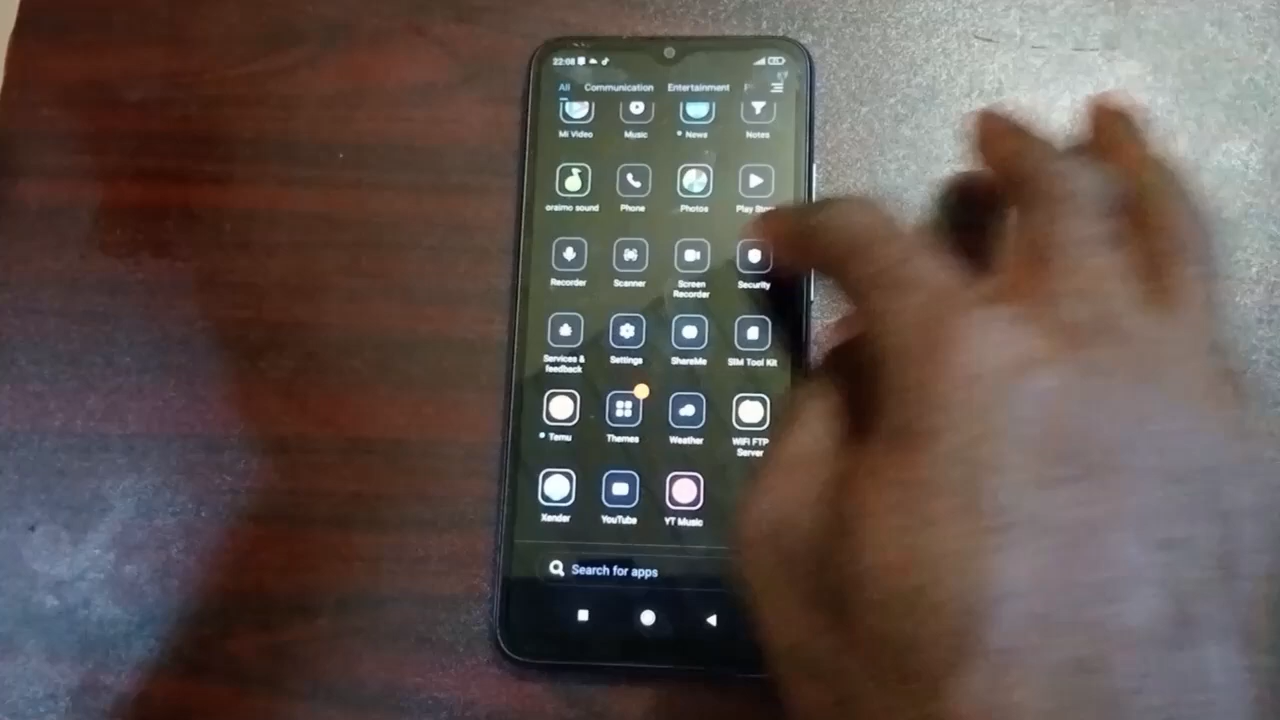 22:08
All Communication Entertainment
Mi Video Music News Notes
oraimo sound Phone Photos Play Store
Recorder Scanner Screen Recorder Security
Services & feedback Settings ShareMe SIM Tool Kit
Temu Themes Weather WiFi FTP Server
Xender YouTube YT Music
Search for apps